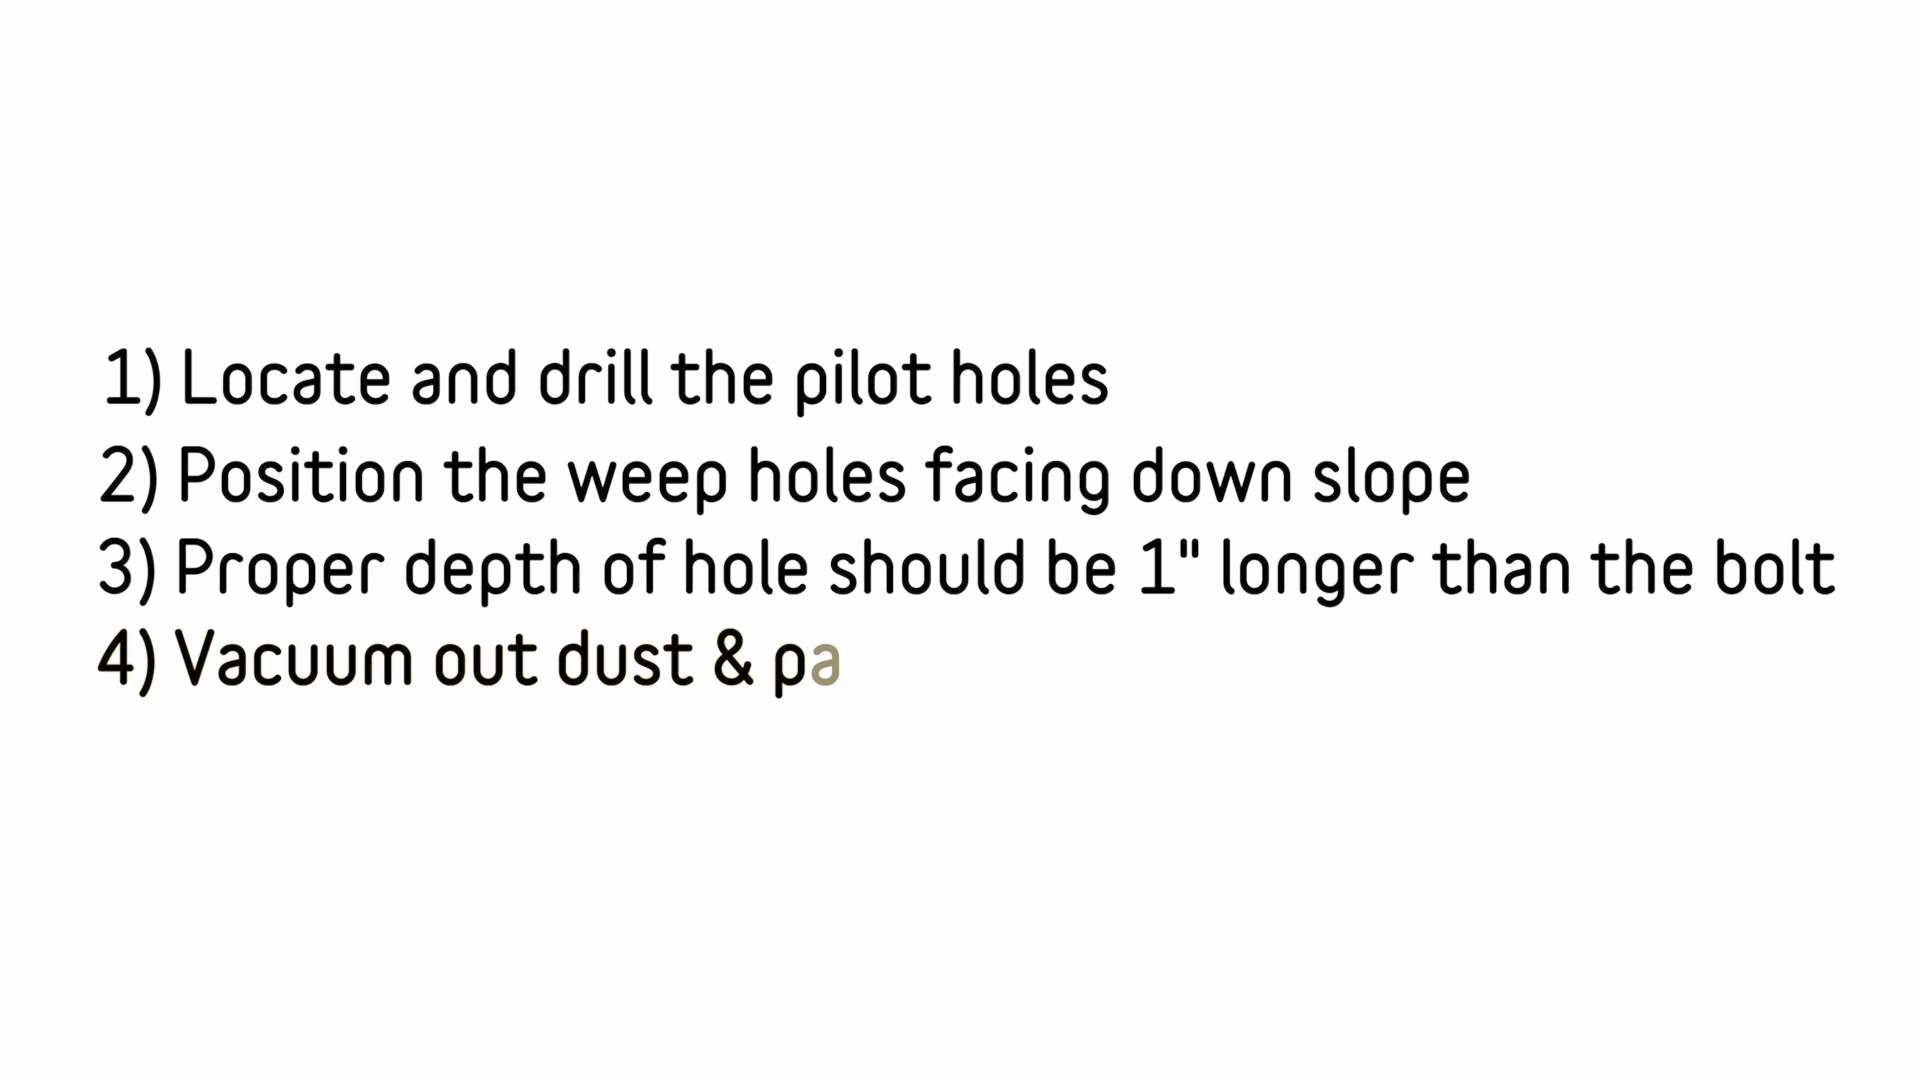 1) Locate and drill the pilot holes
2) Position the weep holes facing down slope
3) Proper depth of hole should be 1" longer than the bolt
4) Vacuum out dust & pa